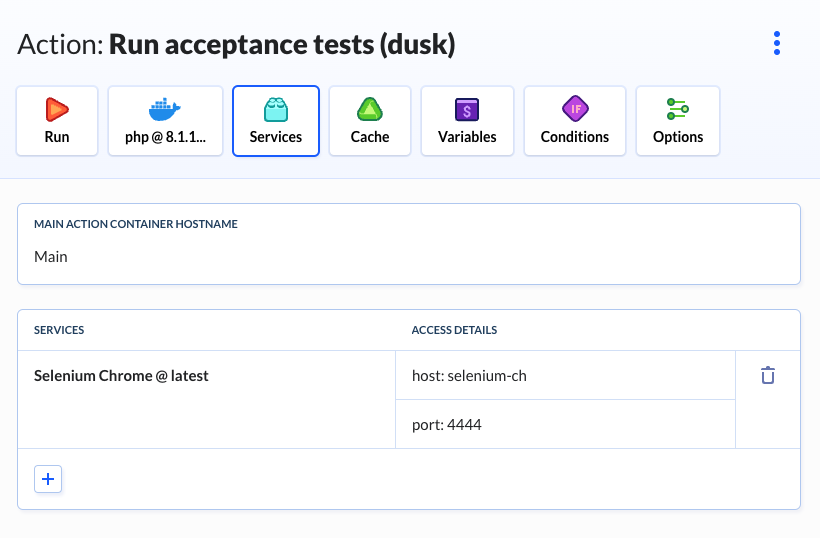 Action: Run acceptance tests (dusk)
Run
php @ 8.1.1...
Services
Cache
$
Variables
IF
Conditions
Options
MAIN ACTION CONTAINER HOSTNAME
Main
SERVICES
ACCESS DETAILS
Selenium Chrome @ latest
host: selenium-ch
port: 4444